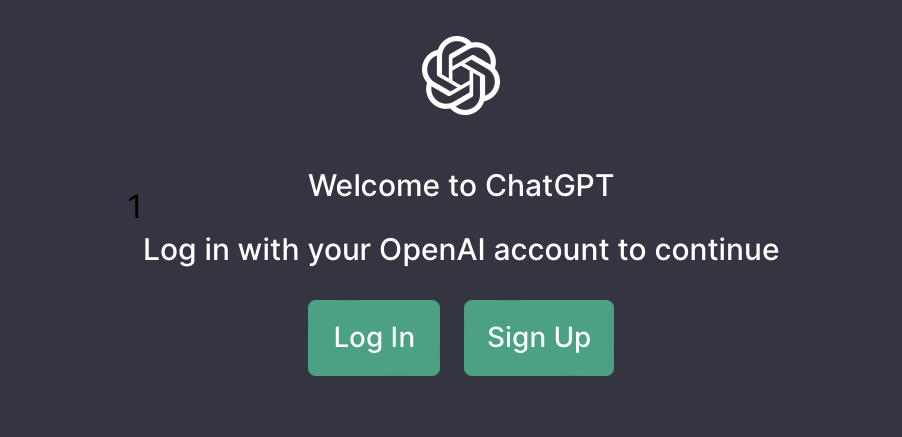 Welcome to ChatGPT
1
Log in with your OpenAI account to continue
Log In
Sign Up